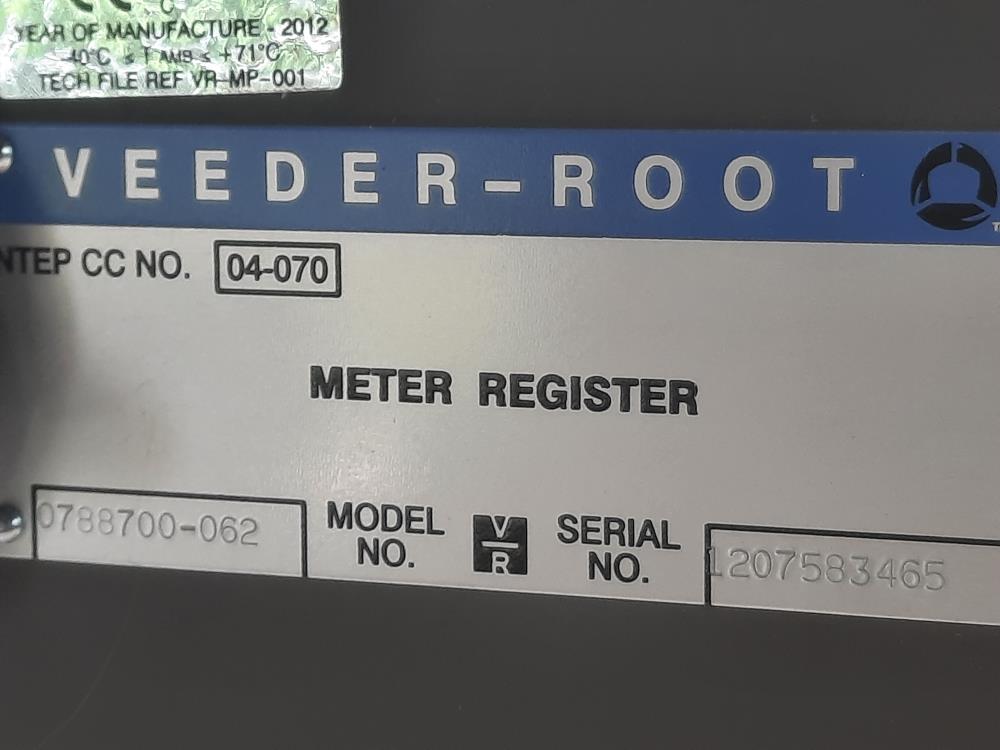 YEAR OF MANUFACTURE - 2012
-40°C ≤ T AMB ≤ +71°C
TECH FILE REF VR-MP-001
VEEDER-ROOT
NTEP CC NO. 04-070
METER REGISTER
0788700-062 MODEL NO. V/R SERIAL NO. 1207583465